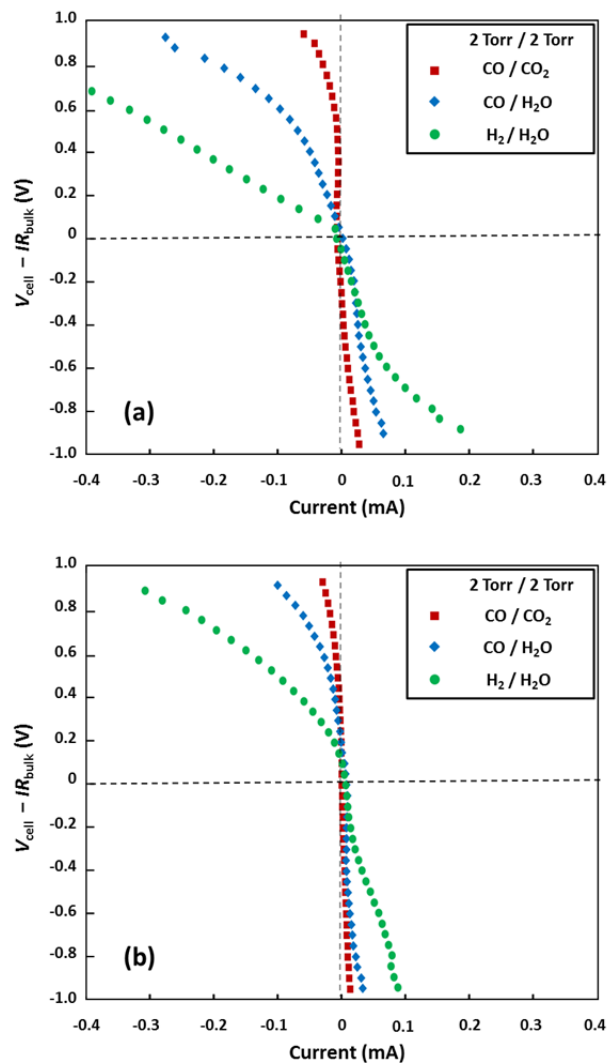 1.0
0.8
0.6
0.4
0.2
0
-0.2
-0.4
-0.6
-0.8
-1.0
V_cell – IR_bulk (V)
2 Torr / 2 Torr
CO / CO₂
CO / H₂O
H₂ / H₂O
(a)
-0.4 -0.3 -0.2 -0.1 0 0.1 0.2 0.3 0.4
Current (mA)
1.0
0.8
0.6
0.4
0.2
0
-0.2
-0.4
-0.6
-0.8
-1.0
V_cell – IR_bulk (V)
2 Torr / 2 Torr
CO / CO₂
CO / H₂O
H₂ / H₂O
(b)
-0.4 -0.3 -0.2 -0.1 0 0.1 0.2 0.3 0.4
Current (mA)